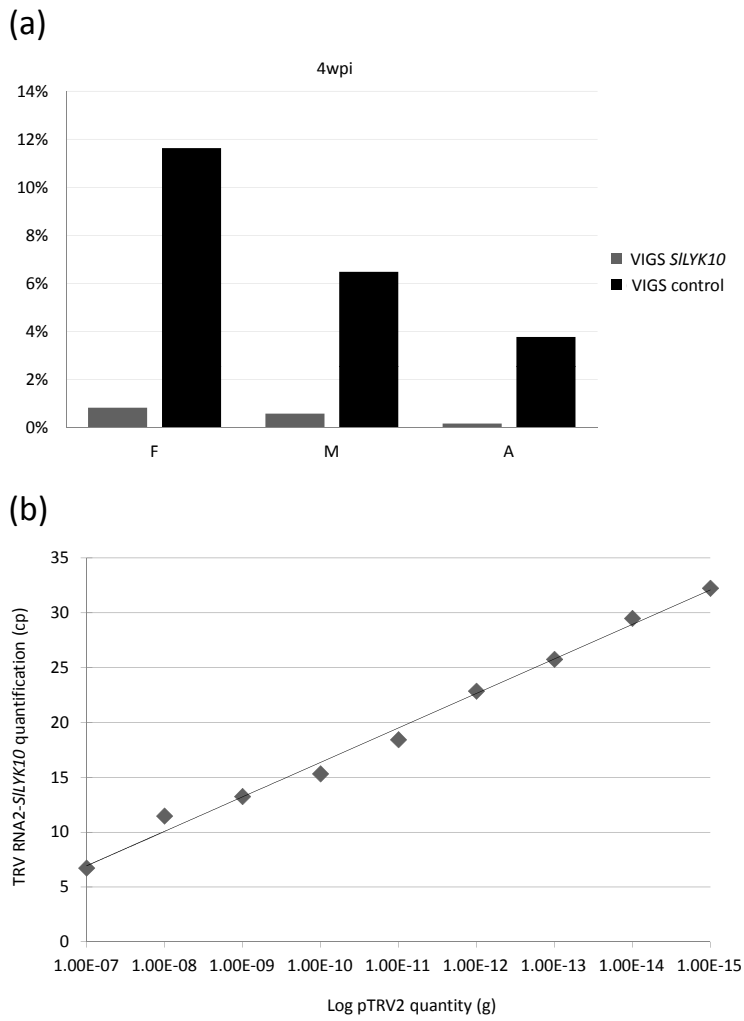 (a)
4wpi
14%
12%
10%
8%
6%
4%
2%
0%
F M A
VIGS SlLYK10
VIGS control
(b)
TRV RNA2-SlLYK10 quantification (cp)
35
30
25
20
15
10
5
0
1.00E-07 1.00E-08 1.00E-09 1.00E-10 1.00E-11 1.00E-12 1.00E-13 1.00E-14 1.00E-15
Log pTRV2 quantity (g)